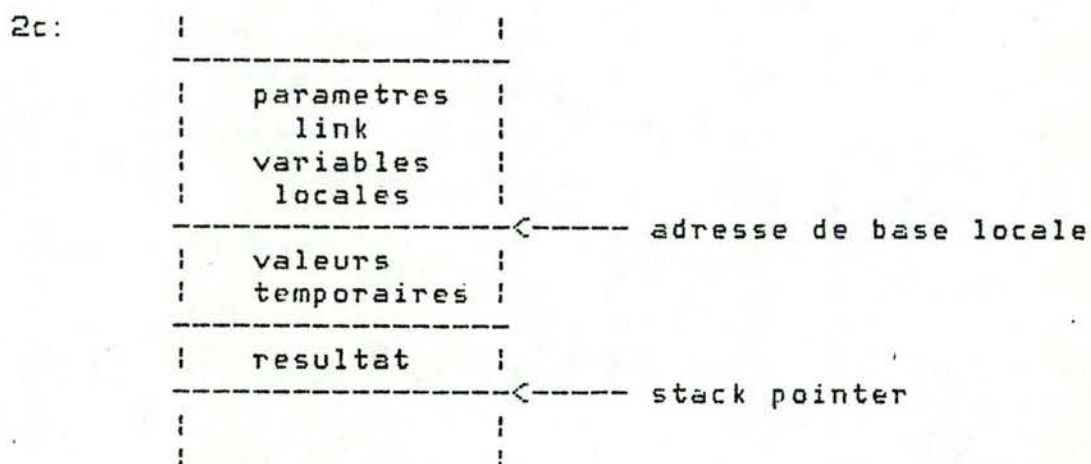 2c:
parametres
link
variables
locales
<----- adresse de base locale
valeurs
temporaires
resultat
<----- stack pointer